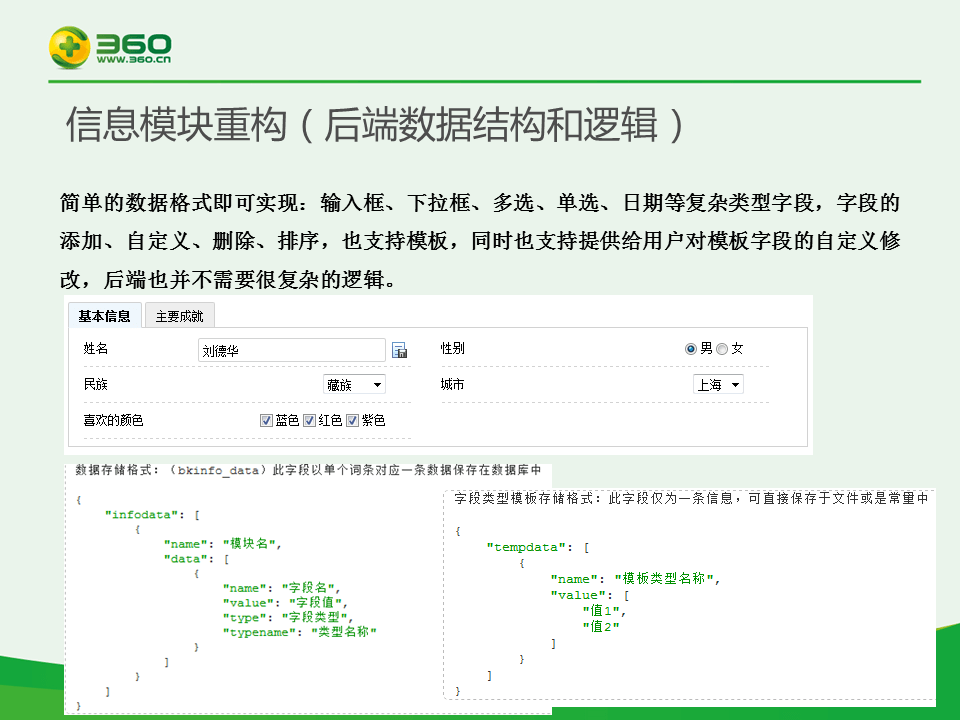 360
www.360.cn
信息模块重构（后端数据结构和逻辑）
简单的数据格式即可实现：输入框、下拉框、多选、单选、日期等复杂类型字段，字段的
添加、自定义、删除、排序，也支持模板，同时也支持提供给用户对模板字段的自定义修
改，后端也并不需要很复杂的逻辑。
基本信息 主要成就
姓名 刘德华 性别 男 女
民族 藏族 城市 上海
喜欢的颜色 蓝色 红色 紫色
数据存储格式：（bkinfo_data）此字段以单个词条对应一条数据保存在数据库中
{
"infodata": [
{
"name": "模块名",
"data": [
{
"name": "字段名",
"value": "字段值",
"type": "字段类型",
"typename": "类型名称"
}
]
}
]
}
字段类型模板存储格式：此字段仅为一条信息，可直接保存于文件或是常量中
{
"tempdata": [
{
"name": "模板类型名称",
"value": [
"值1",
"值2"
]
}
]
}